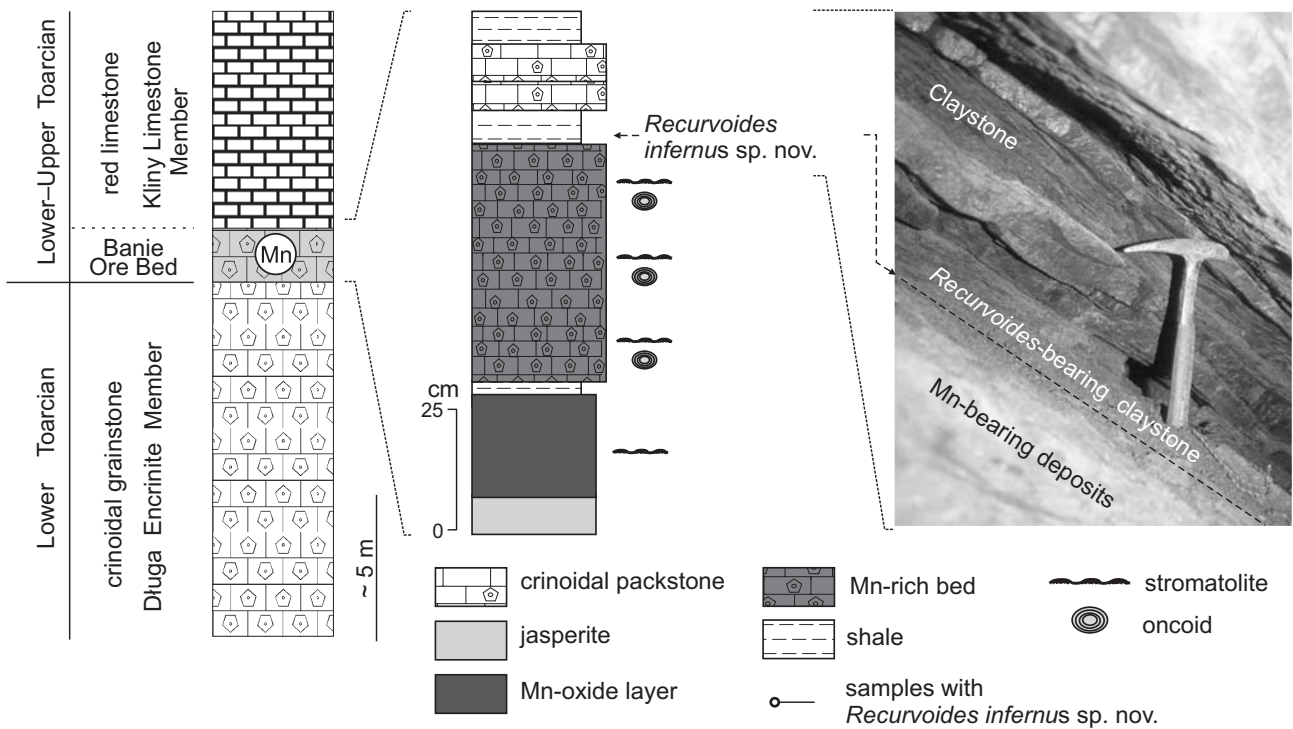 Lower–Upper Toarcian
red limestone
Kliny Limestone
Member
Banie
Ore Bed
Mn
Lower Toarcian
crinoidal grainstone
Długa Encrinite Member
~ 5 m
cm
25
0
Recurvoides
infernus sp. nov.
Claystone
Recurvoides-bearing claystone
Mn-bearing deposits
crinoidal packstone
jasperite
Mn-oxide layer
Mn-rich bed
shale
samples with
Recurvoides infernus sp. nov.
stromatolite
oncoid